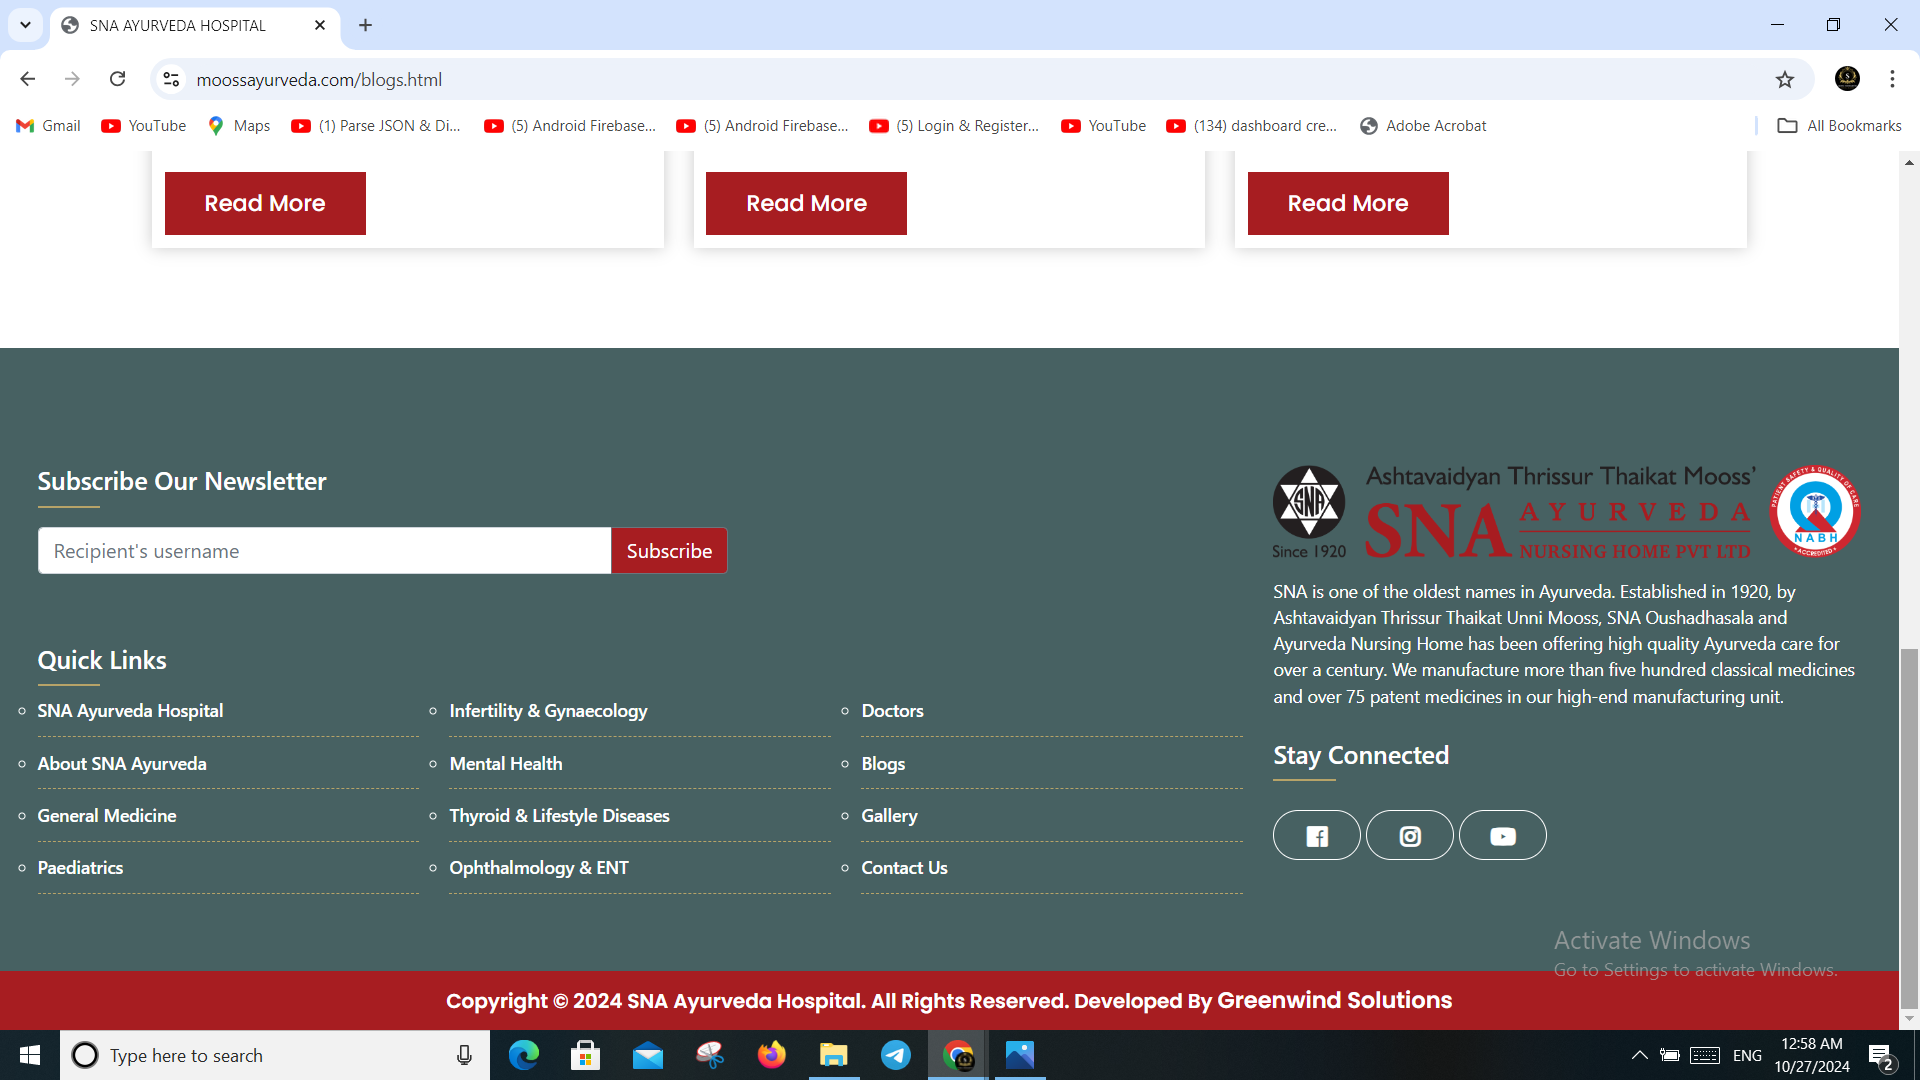 SNA AYURVEDA HOSPITAL
moossayurveda.com/blogs.html
Gmail
YouTube
Maps
(1) Parse JSON & Di...
(5) Android Firebase...
(5) Android Firebase...
(5) Login & Register...
YouTube
(134) dashboard cre...
Adobe Acrobat
All Bookmarks
Read More
Read More
Read More
Subscribe Our Newsletter
Recipient's username
Subscribe
Quick Links
SNA Ayurveda Hospital
About SNA Ayurveda
General Medicine
Paediatrics
Infertility & Gynaecology
Mental Health
Thyroid & Lifestyle Diseases
Ophthalmology & ENT
Doctors
Blogs
Gallery
Contact Us
SNA
Since 1920
Ashtavaidyan Thrissur Thaikat Mooss'
SNA AYURVEDA
NURSING HOME PVT LTD
PATIENT SAFETY & QUALITY OF CARE
NABH
ACCREDITED
SNA is one of the oldest names in Ayurveda. Established in 1920, by
Ashtavaidyan Thrissur Thaikat Unni Mooss, SNA Oushadhasala and
Ayurveda Nursing Home has been offering high quality Ayurveda care for
over a century. We manufacture more than five hundred classical medicines
and over 75 patent medicines in our high-end manufacturing unit.
Stay Connected
Activate Windows
Go to Settings to activate Windows.
Copyright © 2024 SNA Ayurveda Hospital. All Rights Reserved. Developed By Greenwind Solutions
Type here to search
ENG
12:58 AM
10/27/2024
2